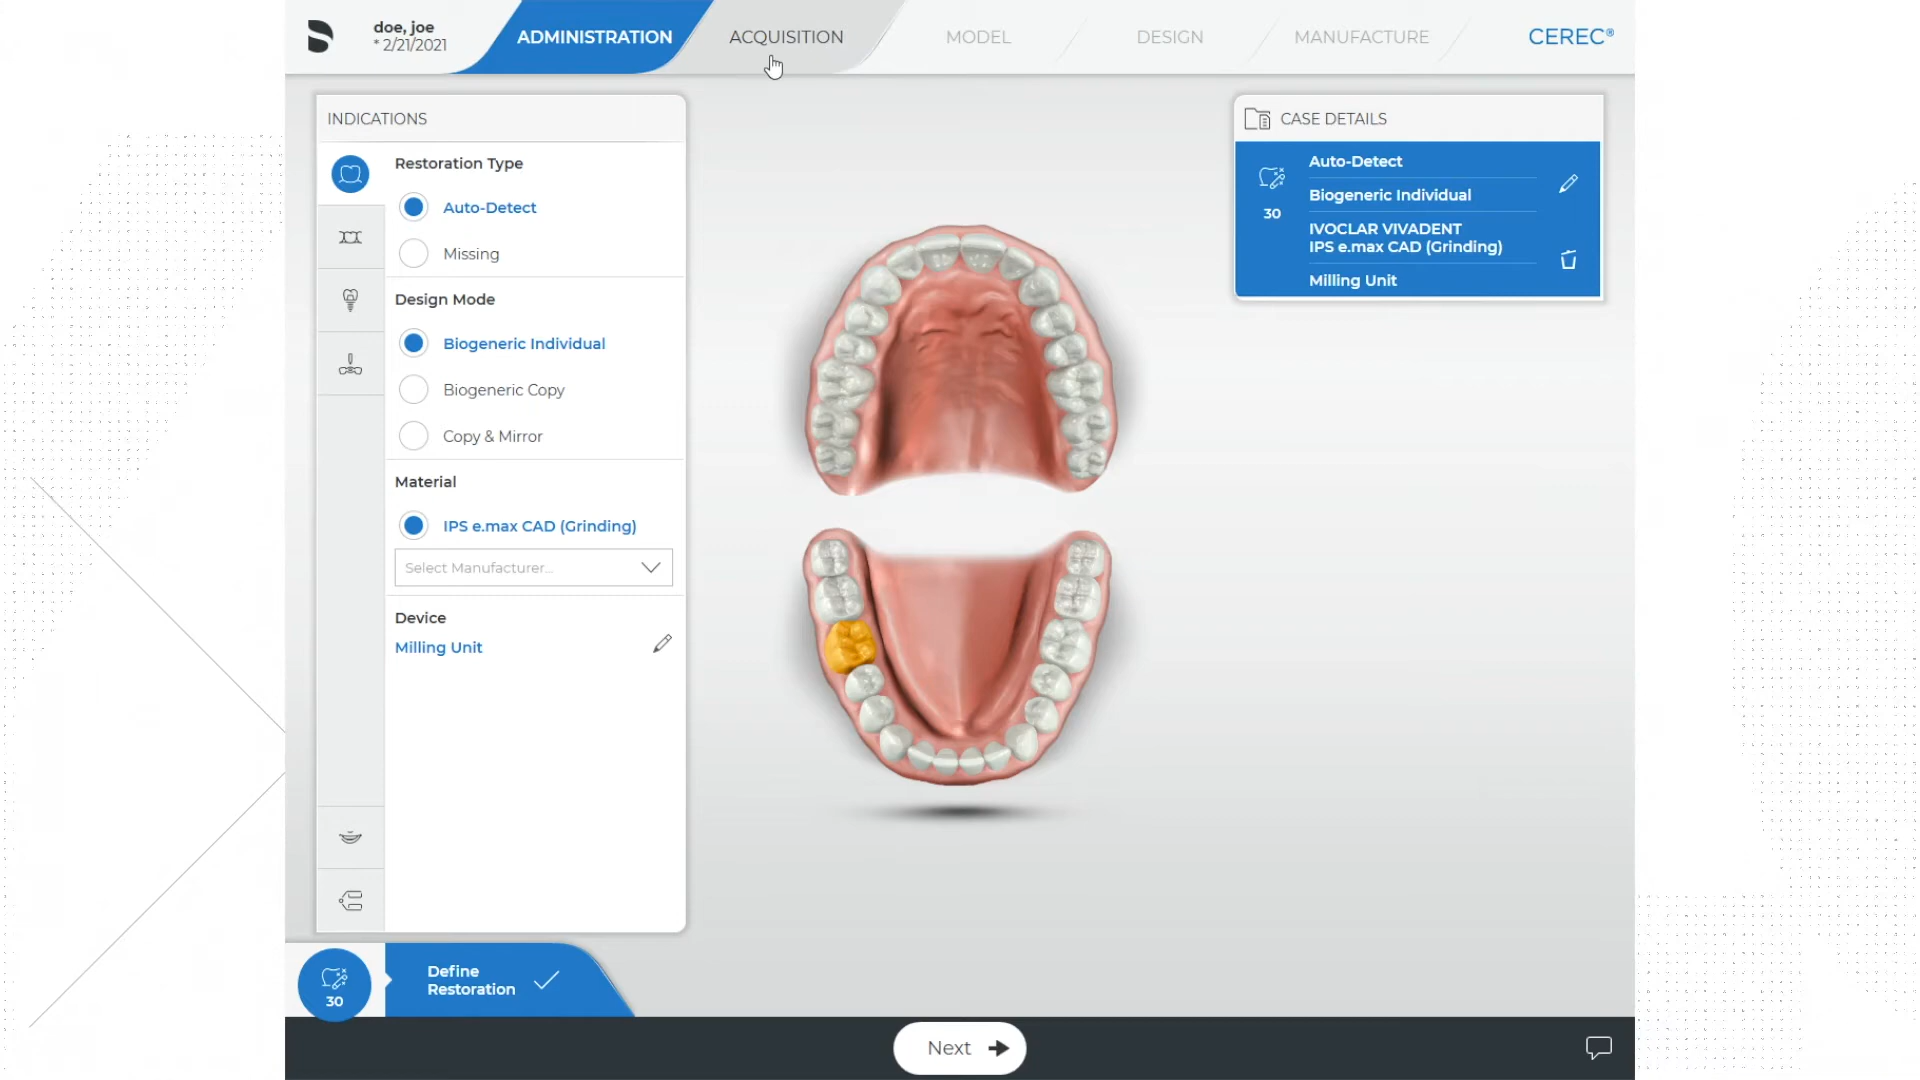 doe, joe
* 2/21/2021
ADMINISTRATION
ACQUISITION
MODEL
DESIGN
MANUFACTURE
CEREC®
INDICATIONS
Restoration Type
Auto-Detect
Missing
Design Mode
Biogeneric Individual
Biogeneric Copy
Copy & Mirror
Material
IPS e.max CAD (Grinding)
Select Manufacturer...
Device
Milling Unit
CASE DETAILS
30
Auto-Detect
Biogeneric Individual
IVOCLAR VIVADENT
IPS e.max CAD (Grinding)
Milling Unit
30
Define
Restoration
Next